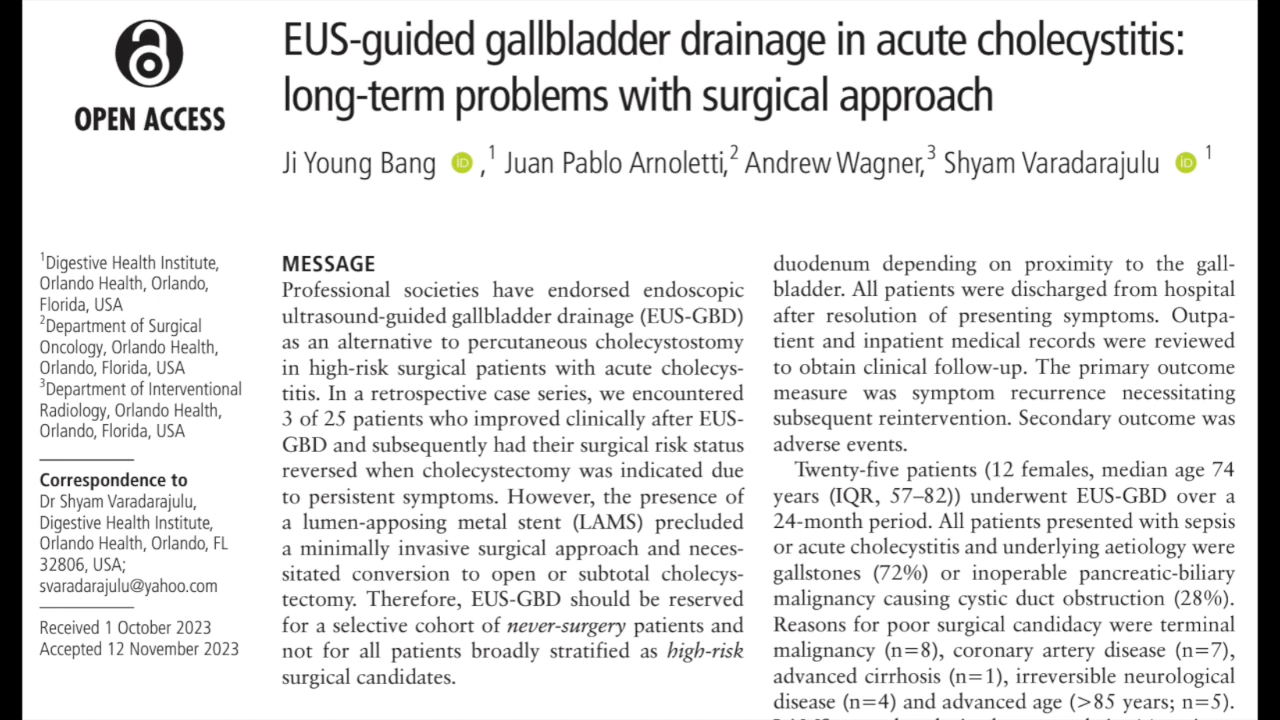 OPEN ACCESS
EUS-guided gallbladder drainage in acute cholecystitis:
long-term problems with surgical approach
Ji Young Bang iD ,1 Juan Pablo Arnoletti,2 Andrew Wagner,3 Shyam Varadarajulu iD 1
1Digestive Health Institute,
Orlando Health, Orlando,
Florida, USA
2Department of Surgical
Oncology, Orlando Health,
Orlando, Florida, USA
3Department of Interventional
Radiology, Orlando Health,
Orlando, Florida, USA
Correspondence to
Dr Shyam Varadarajulu,
Digestive Health Institute,
Orlando Health, Orlando, FL
32806, USA;
svaradarajulu@yahoo.com
Received 1 October 2023
Accepted 12 November 2023
MESSAGE
Professional societies have endorsed endoscopic
ultrasound-guided gallbladder drainage (EUS-GBD)
as an alternative to percutaneous cholecystostomy
in high-risk surgical patients with acute cholecys-
titis. In a retrospective case series, we encountered
3 of 25 patients who improved clinically after EUS-
GBD and subsequently had their surgical risk status
reversed when cholecystectomy was indicated due
to persistent symptoms. However, the presence of
a lumen-apposing metal stent (LAMS) precluded
a minimally invasive surgical approach and neces-
sitated conversion to open or subtotal cholecys-
tectomy. Therefore, EUS-GBD should be reserved
for a selective cohort of never-surgery patients and
not for all patients broadly stratified as high-risk
surgical candidates.
duodenum depending on proximity to the gall-
bladder. All patients were discharged from hospital
after resolution of presenting symptoms. Outpa-
tient and inpatient medical records were reviewed
to obtain clinical follow-up. The primary outcome
measure was symptom recurrence necessitating
subsequent reintervention. Secondary outcome was
adverse events.
Twenty-five patients (12 females, median age 74
years (IQR, 57–82)) underwent EUS-GBD over a
24-month period. All patients presented with sepsis
or acute cholecystitis and underlying aetiology were
gallstones (72%) or inoperable pancreatic-biliary
malignancy causing cystic duct obstruction (28%).
Reasons for poor surgical candidacy were terminal
malignancy (n=8), coronary artery disease (n=7),
advanced cirrhosis (n=1), irreversible neurological
disease (n=4) and advanced age (>85 years; n=5).